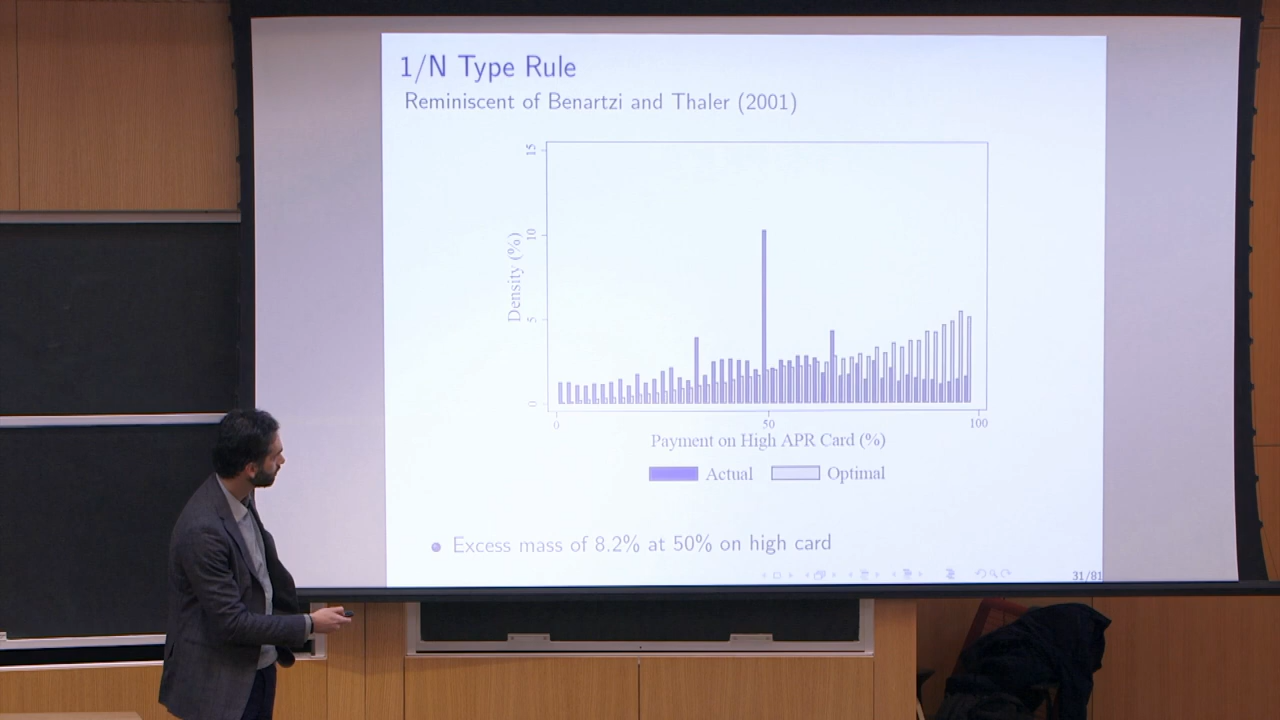 1/N Type Rule
Reminiscent of Benartzi and Thaler (2001)
15
10
5
0
Density (%)
0 50 100
Payment on High APR Card (%)
Actual Optimal
Excess mass of 8.2% at 50% on high card
31/81